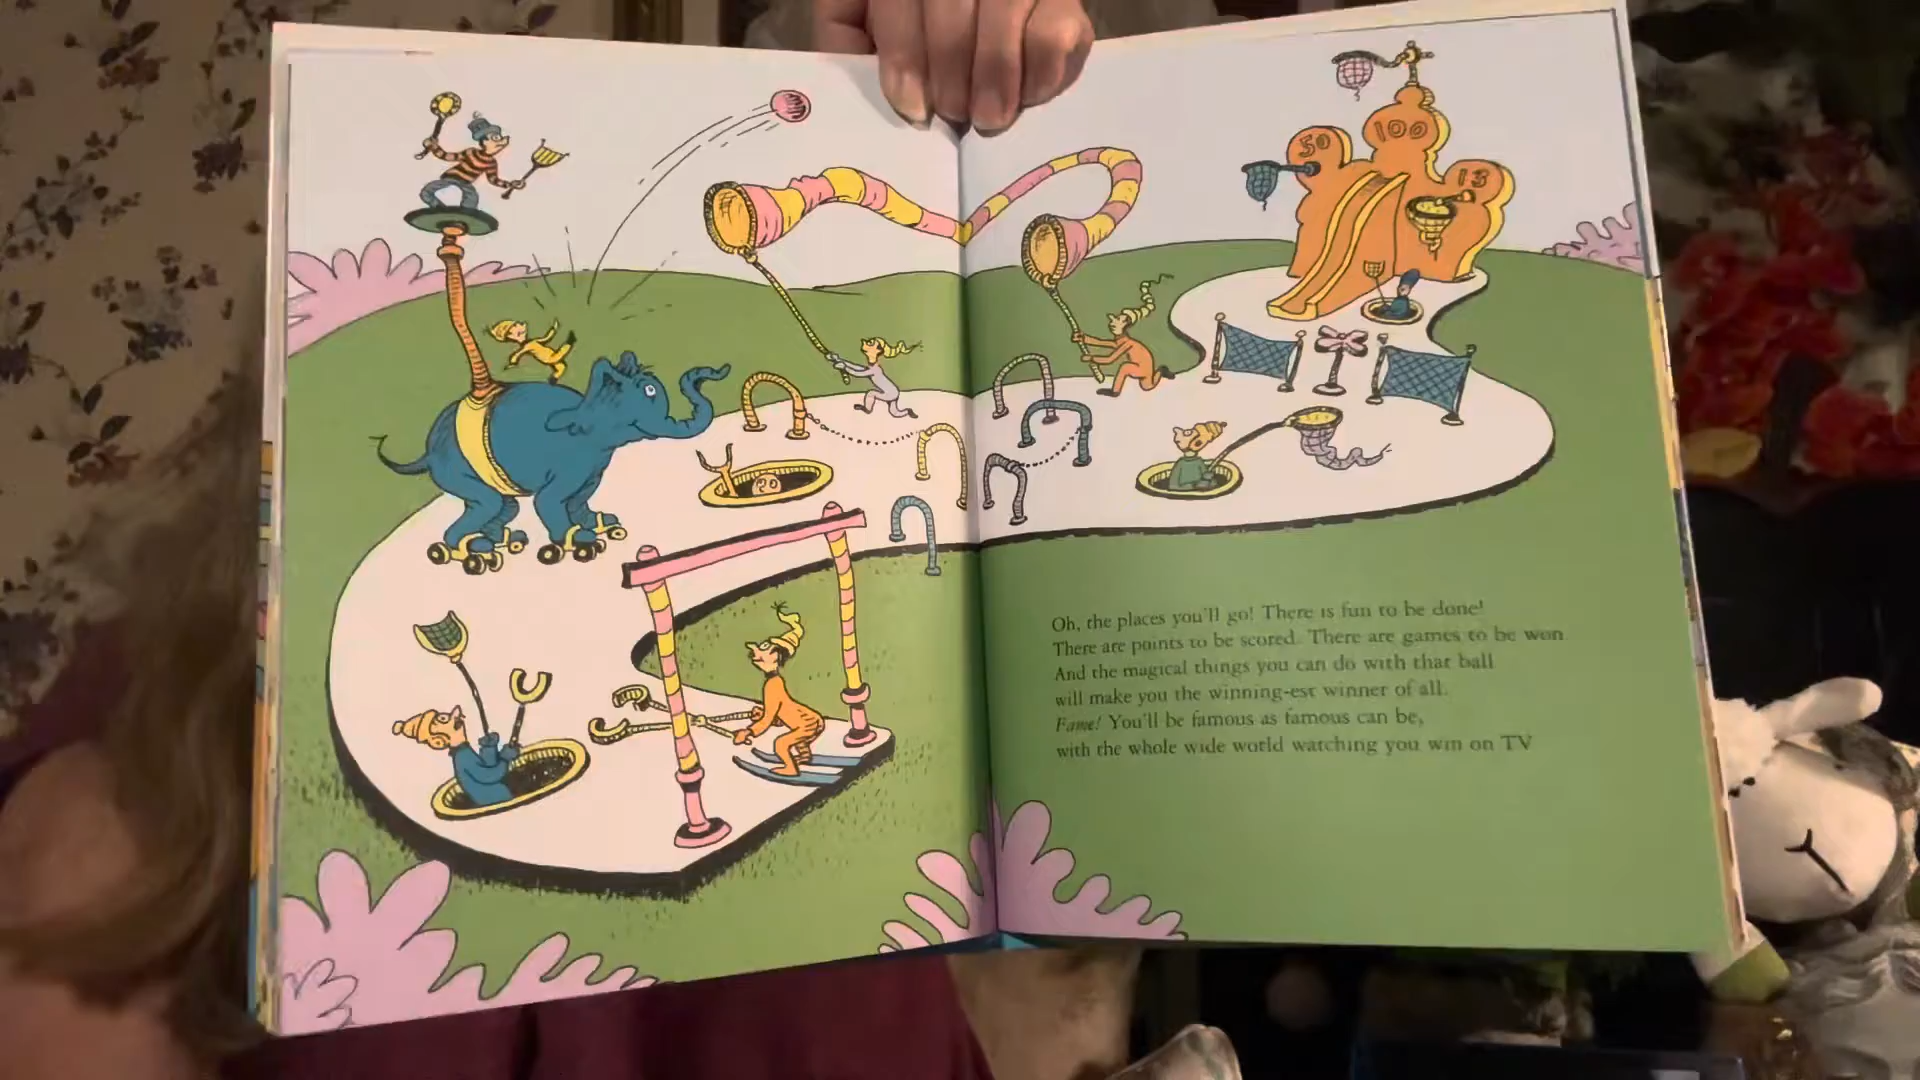 50
100
13
Oh, the places you'll go! There is fun to be done!
There are points to be scored. There are games to be won.
And the magical things you can do with that ball
will make you the winning-est winner of all.
Fame! You'll be famous as famous can be,
with the whole wide world watching you win on TV